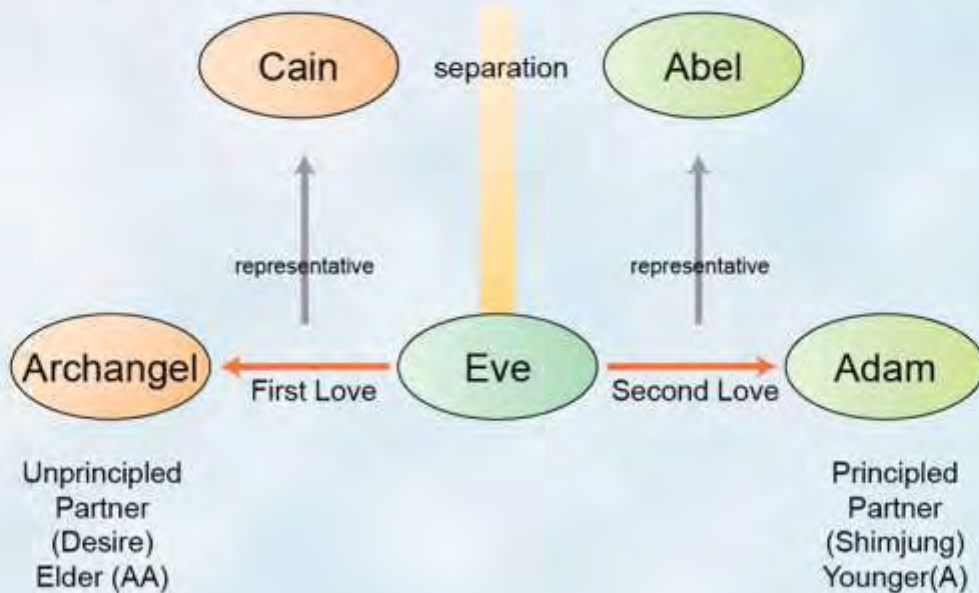 Cain
separation
Abel
representative
representative
Archangel
First Love
Eve
Second Love
Adam
Unprincipled
Partner
(Desire)
Elder (AA)
Principled
Partner
(Shimjung)
Younger(A)